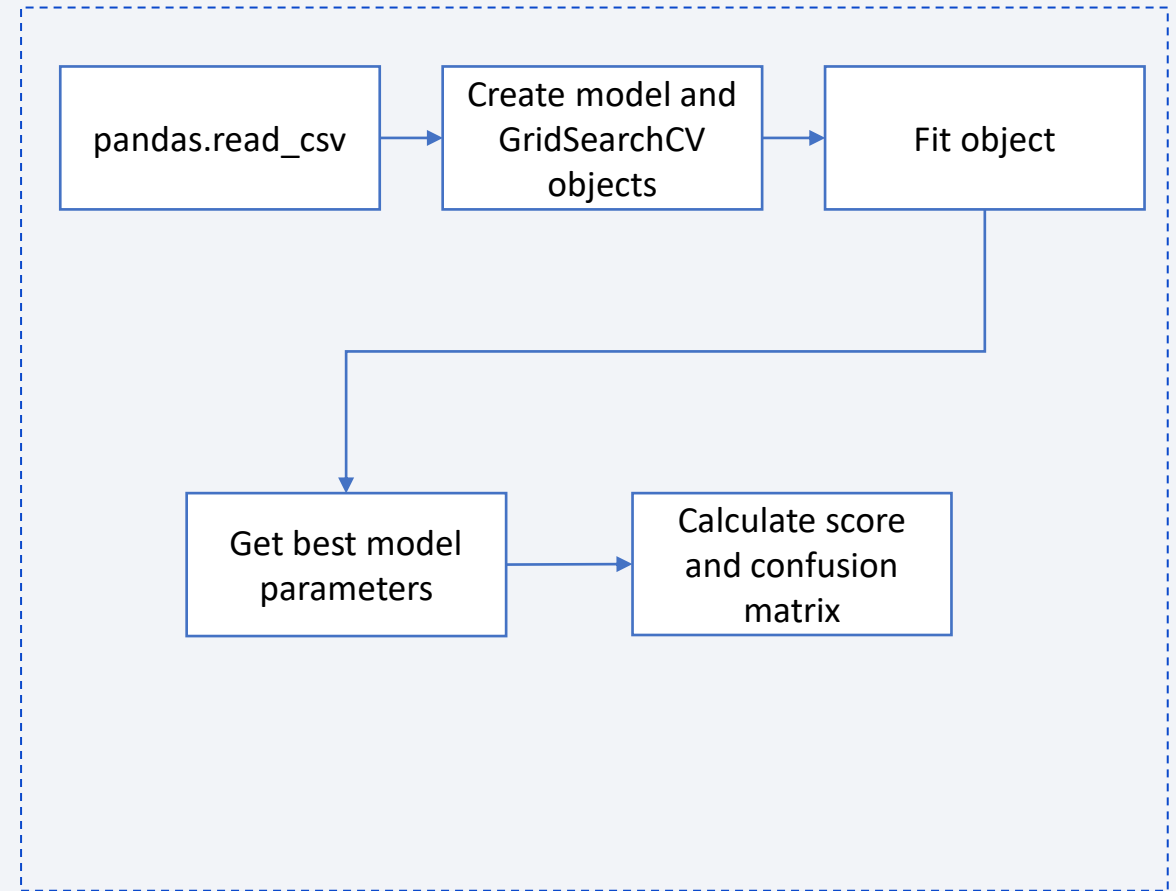 pandas.read_csv
Create model and
GridSearchCV
objects
Fit object
Get best model
parameters
Calculate score
and confusion
matrix